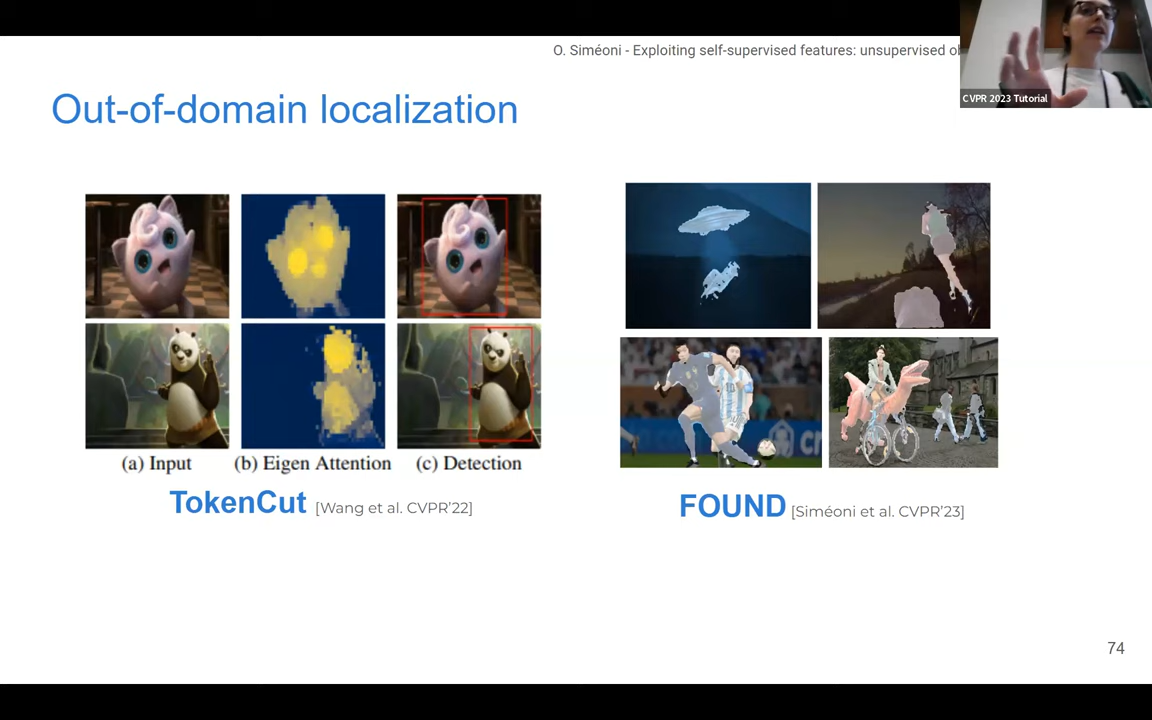 O. Siméoni - Exploiting self-supervised features: unsupervised
CVPR 2023 Tutorial
Out-of-domain localization
(a) Input (b) Eigen Attention (c) Detection
TokenCut [Wang et al. CVPR’22]
FOUND [Siméoni et al. CVPR’23]
74